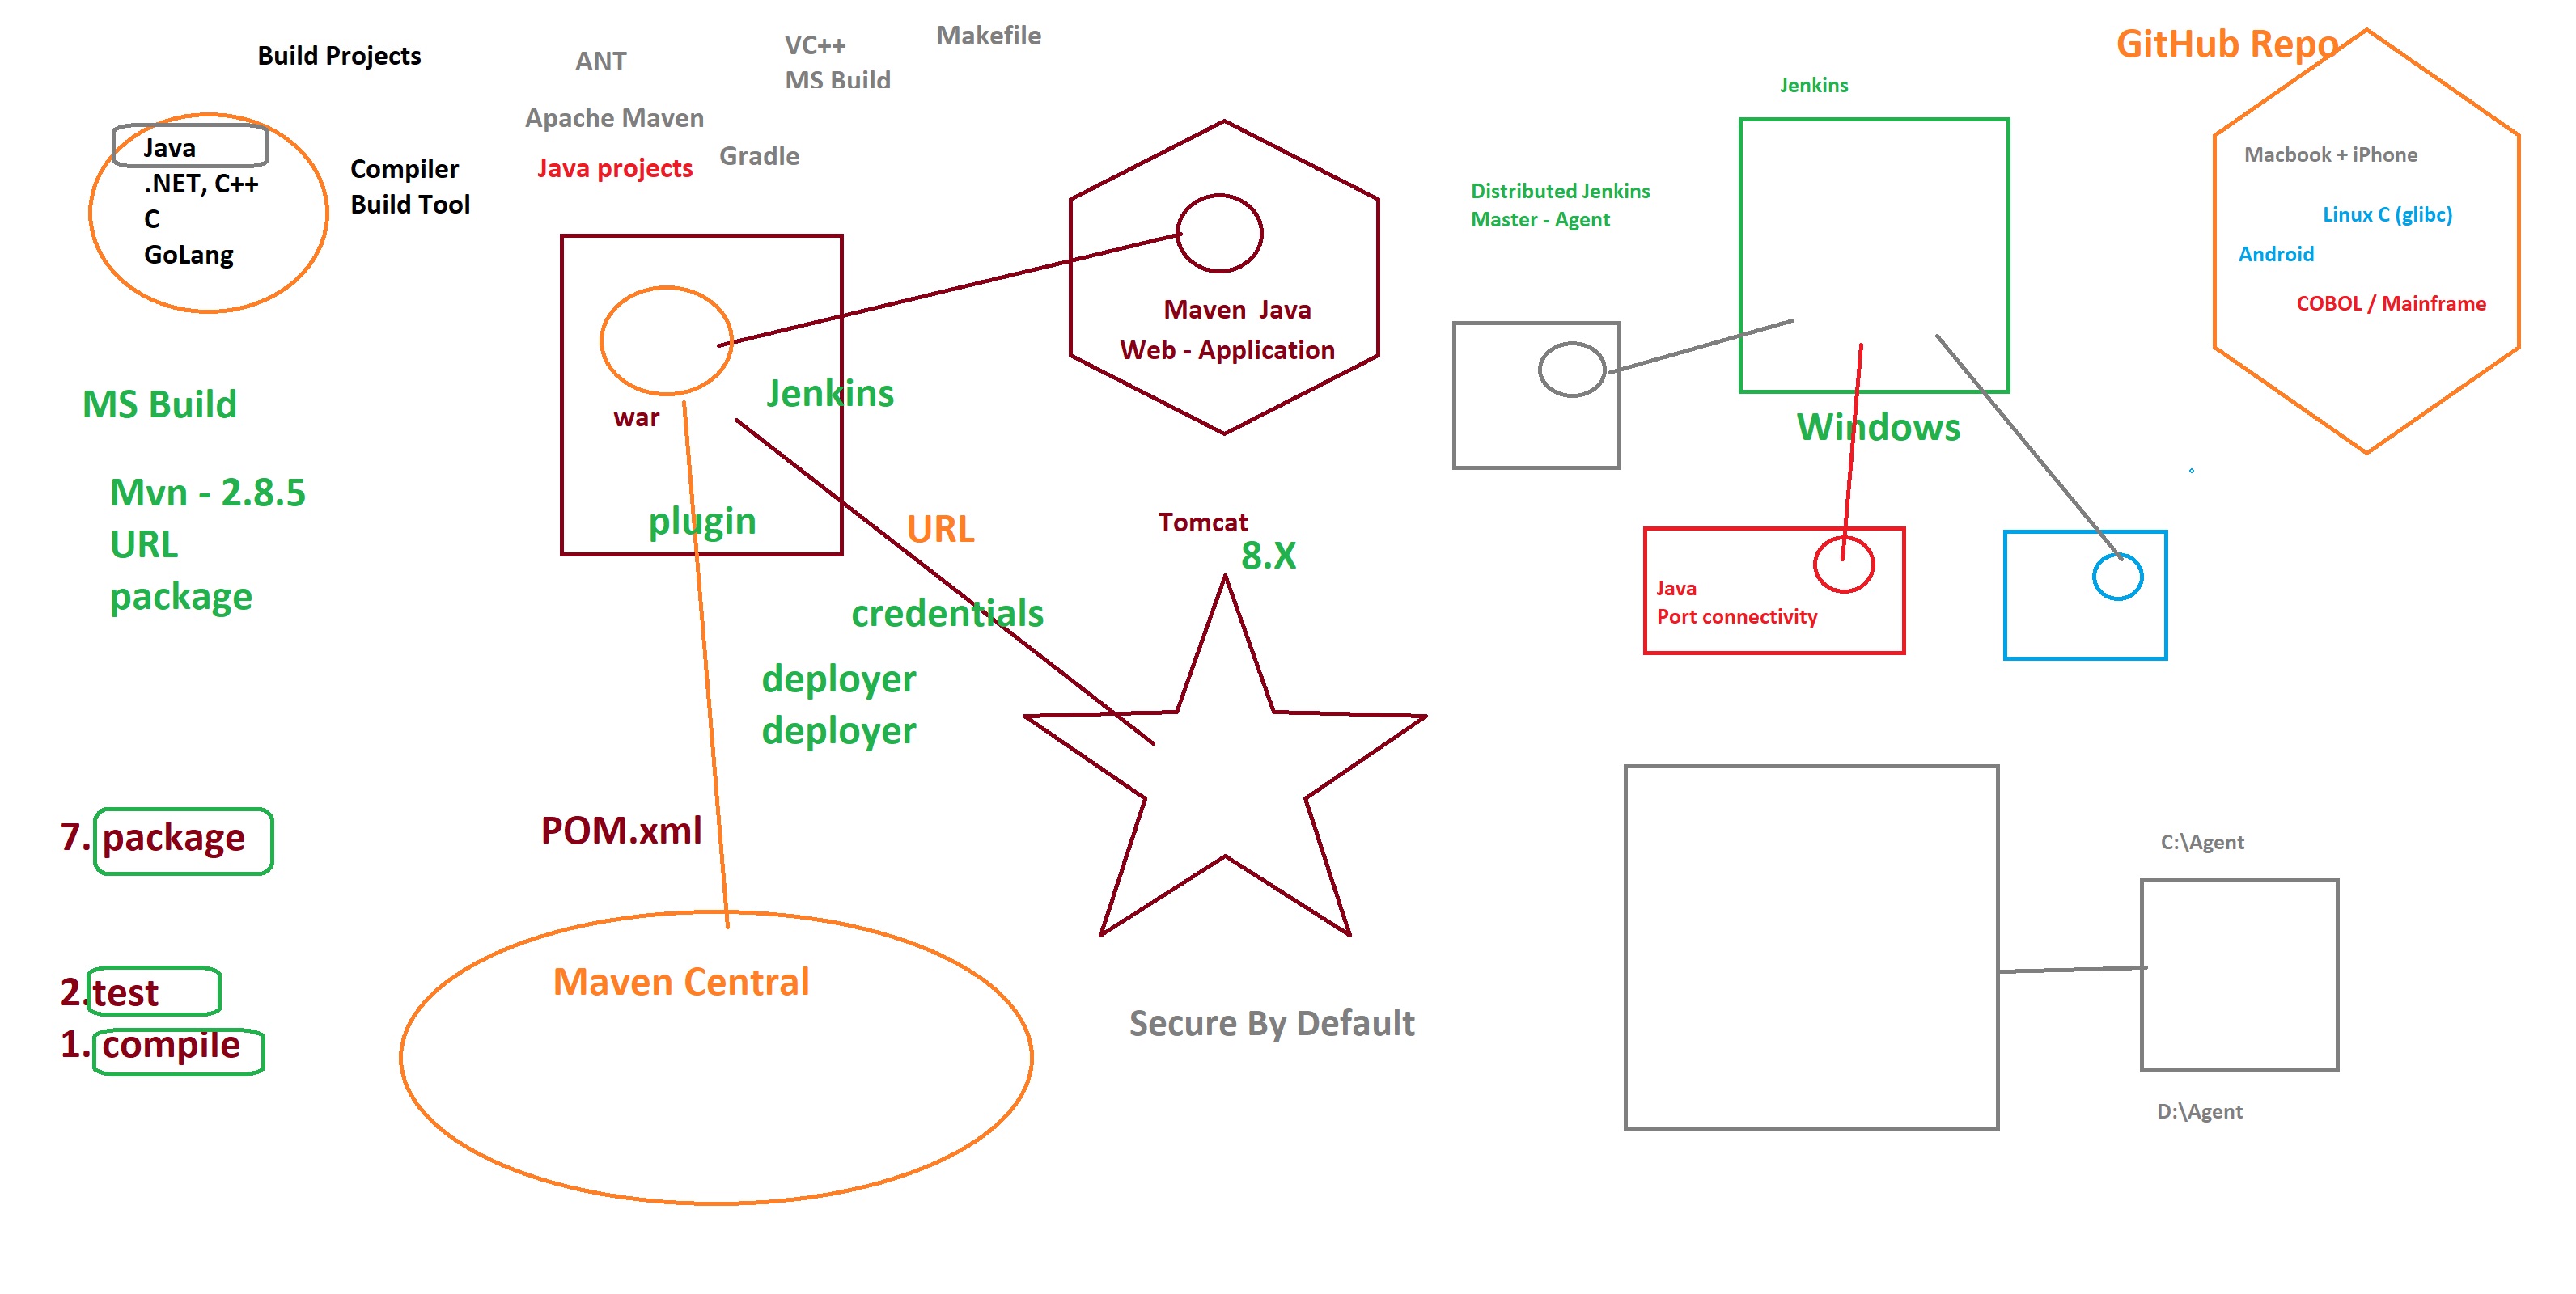 Build Projects
ANT
VC++
MS Build
Makefile
Apache Maven
Gradle
Java projects
Java
.NET, C++
C
GoLang
Compiler
Build Tool
MS Build
Mvn - 2.8.5
URL
package
7. package
2.test
1. compile
war
Jenkins
plugin
Maven Java
Web - Application
URL
credentials
deployer
deployer
Tomcat
8.X
POM.xml
Maven Central
Secure By Default
Jenkins
Distributed Jenkins
Master - Agent
Windows
Java
Port connectivity
GitHub Repo
Macbook + iPhone
Linux C (glibc)
Android
COBOL / Mainframe
C:\Agent
D:\Agent